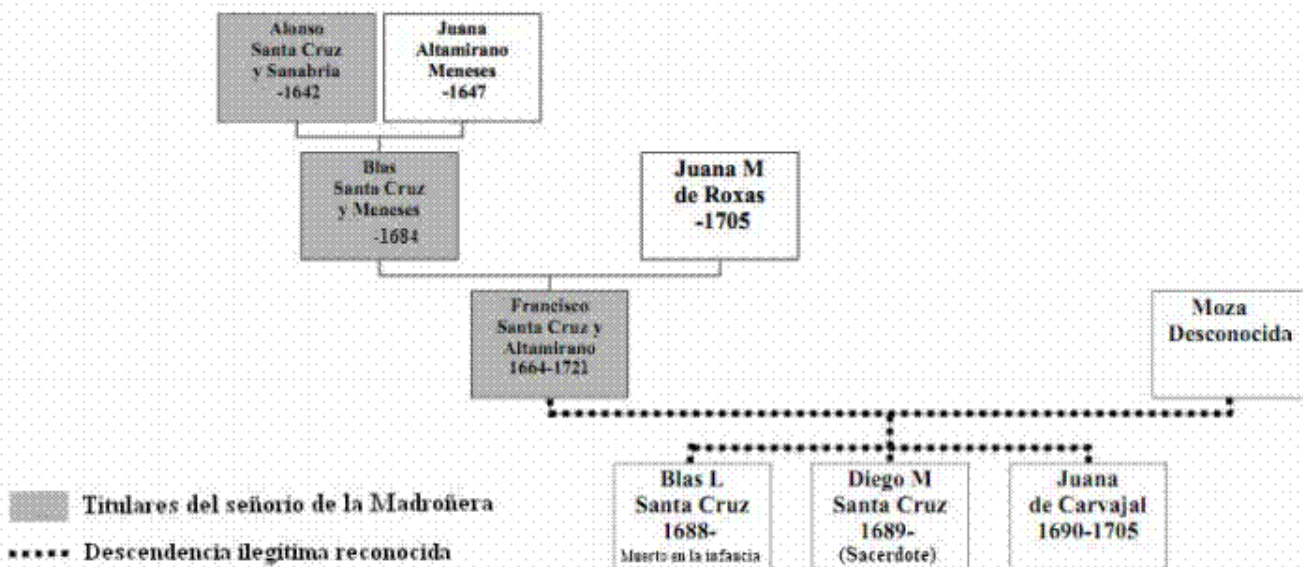 Alonso
Santa Cruz
y Sanabria
-1642
Juana
Altamirano
Meneses
-1647
Blas
Santa Cruz
y Meneses
-1684
Juana M
de Roxas
-1705
Francisco
Santa Cruz y
Altamirano
1664-1721
Moza
Desconocida
Blas L
Santa Cruz
1688-
Muerto en la infancia
Diego M
Santa Cruz
1689-
(Sacerdote)
Juana
de Carvajal
1690-1705
Titulares del señorio de la Madroñera
Descendencia ilegítima reconocida